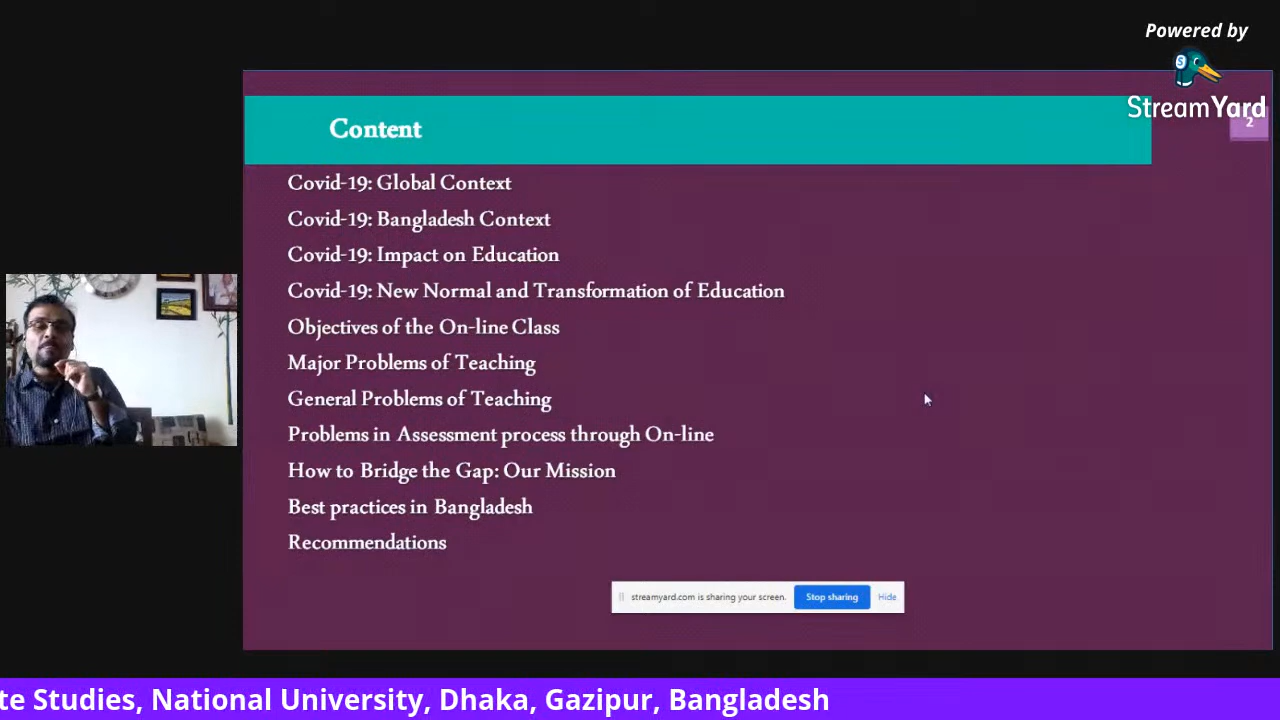 Powered by
StreamYard
2
Content
Covid-19: Global Context
Covid-19: Bangladesh Context
Covid-19: Impact on Education
Covid-19: New Normal and Transformation of Education
Objectives of the On-line Class
Major Problems of Teaching
General Problems of Teaching
Problems in Assessment process through On-line
How to Bridge the Gap: Our Mission
Best practices in Bangladesh
Recommendations
streamyard.com is sharing your screen.
Stop sharing
Hide
te Studies, National University, Dhaka, Gazipur, Bangladesh